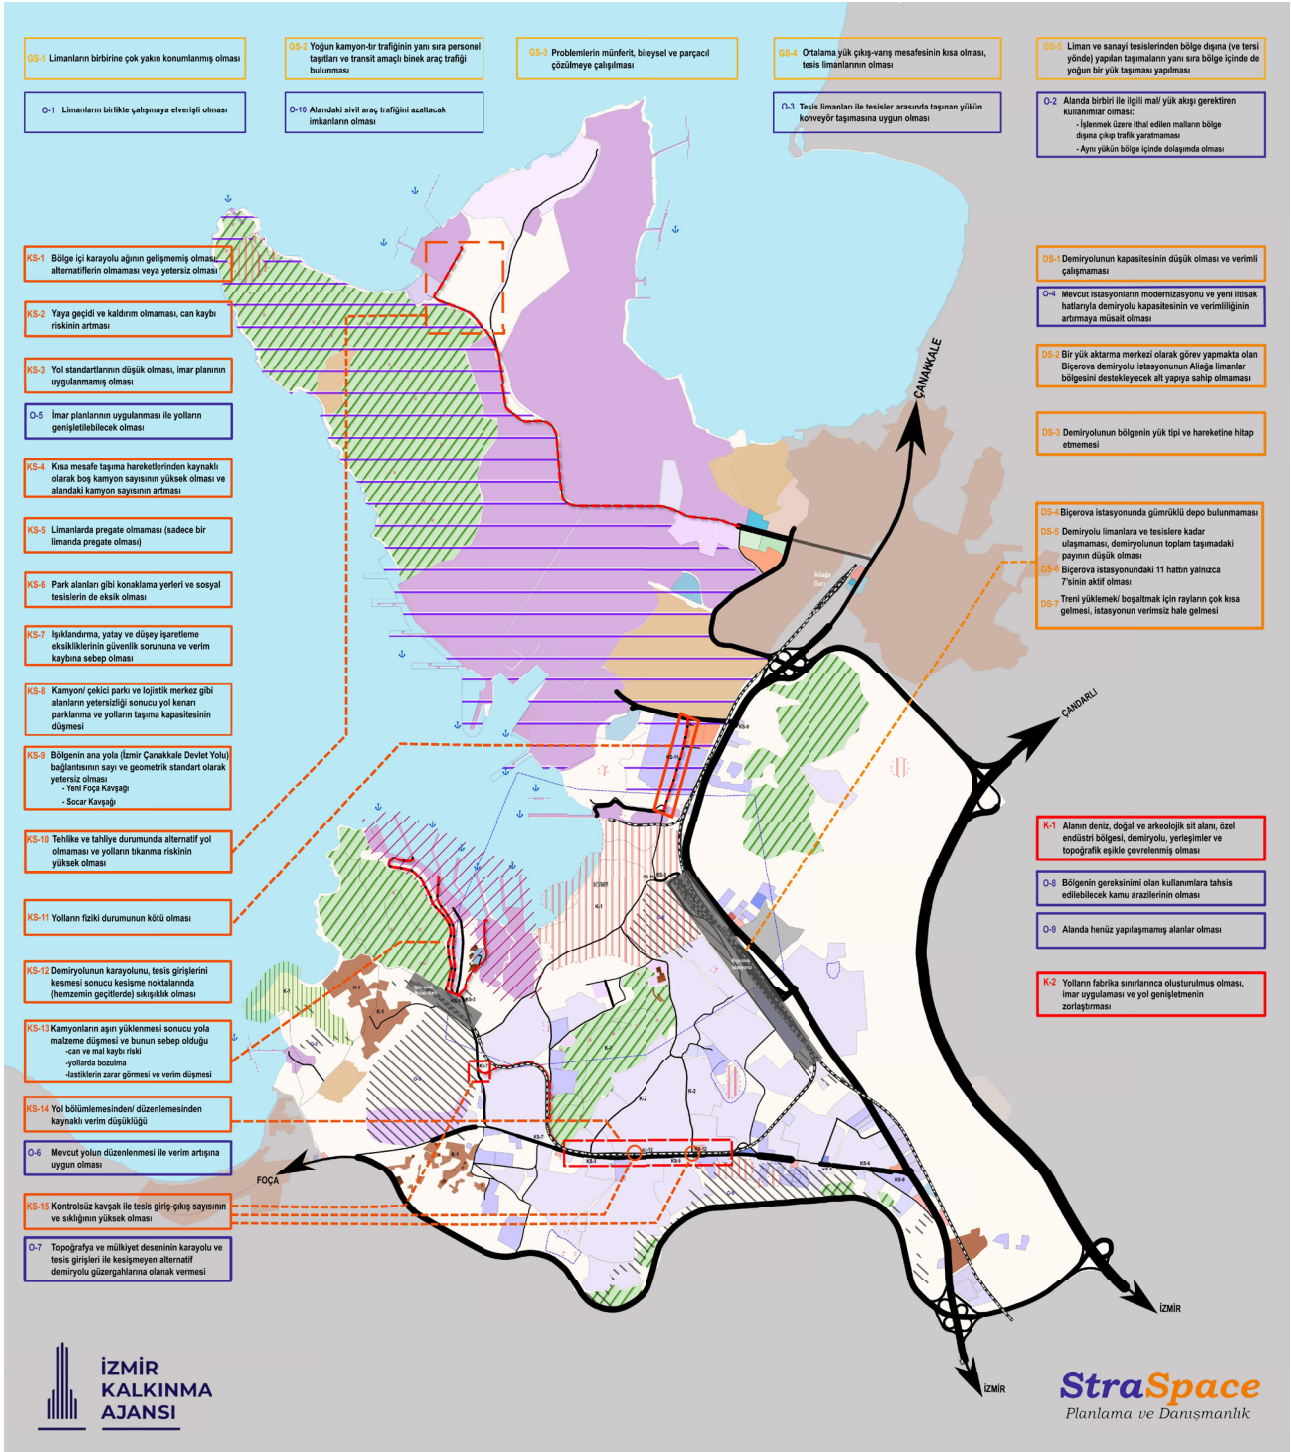 GS-1 Limanların birbirine çok yakın konumlanmış olması
GS-2 Yoğun kamyon-tır trafiğinin yanı sıra personel
taşıtları ve transit amaçlı binek araç trafiği
bulunması
GS-3 Problemlerin münferit, bireysel ve parçacıl
çözülmeye çalışılması
GS-4 Ortalama yük çıkış-varış mesafesinin kısa olması,
tesis limanlarının olması
GS-5 Liman ve sanayi tesislerinden bölge dışına (ve tersi
yönde) yapılan taşımaların yanı sıra bölge içinde de
yoğun bir yük taşıması yapılması
O-1 Limanların birlikte çalışmaya elverişli olması
O-10 Alandaki sivil araç trafiğini azaltacak
imkanların olması
O-3 Tesis limanları ile tesisler arasında taşınan yükün
konveyör taşımasına uygun olması
O-2 Alanda birbiri ile ilgili mal/ yük akışı gerektiren
kullanımlar olması:
- İşlenmek üzere ithal edilen malların bölge
dışına çıkıp trafik yaratmaması
- Aynı yükün bölge içinde dolaşımda olması
KS-1 Bölge içi karayolu ağının gelişmemiş olması,
alternatiflerin olmaması veya yetersiz olması
KS-2 Yaya geçidi ve kaldırım olmaması, can kaybı
riskinin artması
KS-3 Yol standartlarının düşük olması, imar planının
uygulanmamış olması
O-5 İmar planlarının uygulanması ile yolların
genişletilebilecek olması
KS-4 Kısa mesafe taşıma hareketlerinden kaynaklı
olarak boş kamyon sayısının yüksek olması ve
alandaki kamyon sayısının artması
KS-5 Limanlarda pregate olmaması (sadece bir
limanda pregate olması)
KS-6 Park alanları gibi konaklama yerleri ve sosyal
tesislerin de eksik olması
KS-7 Işıklandırma, yatay ve düşey işaretleme
eksikliklerinin güvenlik sorununa ve verim
kaybına sebep olması
KS-8 Kamyon/ çekici parkı ve lojistik merkez gibi
alanların yetersizliği sonucu yol kenarı
parklanma ve yolların taşıma kapasitesinin
düşmesi
KS-9 Bölgenin ana yola (İzmir Çanakkale Devlet Yolu)
bağlantısının sayı ve geometrik standart olarak
yetersiz olması
- Yeni Foça Kavşağı
- Socar Kavşağı
KS-10 Tehlike ve tahliye durumunda alternatif yol
olmaması ve yolların tıkanma riskinin
yüksek olması
KS-11 Yolların fiziki durumunun kötü olması
KS-12 Demiryolunun karayolunu, tesis girişlerini
kesmesi sonucu kesişme noktalarında
(hemzemin geçitlerde) sıkışıklık olması
KS-13 Kamyonların aşırı yüklenmesi sonucu yola
malzeme düşmesi ve bunun sebep olduğu
-can ve mal kaybı riski
-yollarda bozulma
-lastiklerin zarar görmesi ve verim düşmesi
KS-14 Yol bölümlemesinden/ düzenlemesinden
kaynaklı verim düşüklüğü
O-6 Mevcut yolun düzenlenmesi ile verim artışına
uygun olması
KS-15 Kontrolsüz kavşak ile tesis giriş-çıkış sayısının
ve sıklığının yüksek olması
O-7 Topoğrafya ve mülkiyet deseninin karayolu ve
tesis girişleri ile kesişmeyen alternatif
demiryolu güzergahlarına olanak vermesi
DS-1 Demiryolunun kapasitesinin düşük olması ve verimli
çalışmaması
O-4 Mevcut istasyonların modernizasyonu ve yeni iltisak
hatlarıyla demiryolu kapasitesinin ve verimliliğinin
artırmaya müsait olması
DS-2 Bir yük aktarma merkezi olarak görev yapmakta olan
Biçerova demiryolu istasyonunun Aliağa limanlar
bölgesini destekleyecek alt yapıya sahip olmaması
DS-3 Demiryolunun bölgenin yük tipi ve hareketine hitap
etmemesi
DS-4 Biçerova istasyonunda gümrüklü depo bulunmaması
DS-5 Demiryolu limanlara ve tesislere kadar
ulaşmaması, demiryolunun toplam taşımadaki
payının düşük olması
DS-6 Biçerova istasyonundaki 11 hattın yalnızca
7'sinin aktif olması
DS-7 Treni yüklemek/ boşaltmak için rayların çok kısa
gelmesi, istasyonun verimsiz hale gelmesi
K-1 Alanın deniz, doğal ve arkeolojik sit alanı, özel
endüstri bölgesi, demiryolu, yerleşimler ve
topoğrafik eşikle çevrelenmiş olması
O-8 Bölgenin gereksinimi olan kullanımlara tahsis
edilebilecek kamu arazilerinin olması
O-9 Alanda henüz yapılaşmamış alanlar olması
K-2 Yolların fabrika sınırlarınca oluşturulmuş olması.
imar uygulaması ve yol genişletmenin
zorlaştırması
ÇANAKKALE
Aliağa
Garı
ÇANDARLI
KS-9
KS-11
KS-3
K-1
K-1
K-1
K-1
KS-7
K-2
KS-7
KS-3
KS-9
KS-8
KS-9
K-1
FOÇA
İZMİR
İZMİR
İZMİR
KALKINMA
AJANSI
StraSpace
Planlama ve Danışmanlık